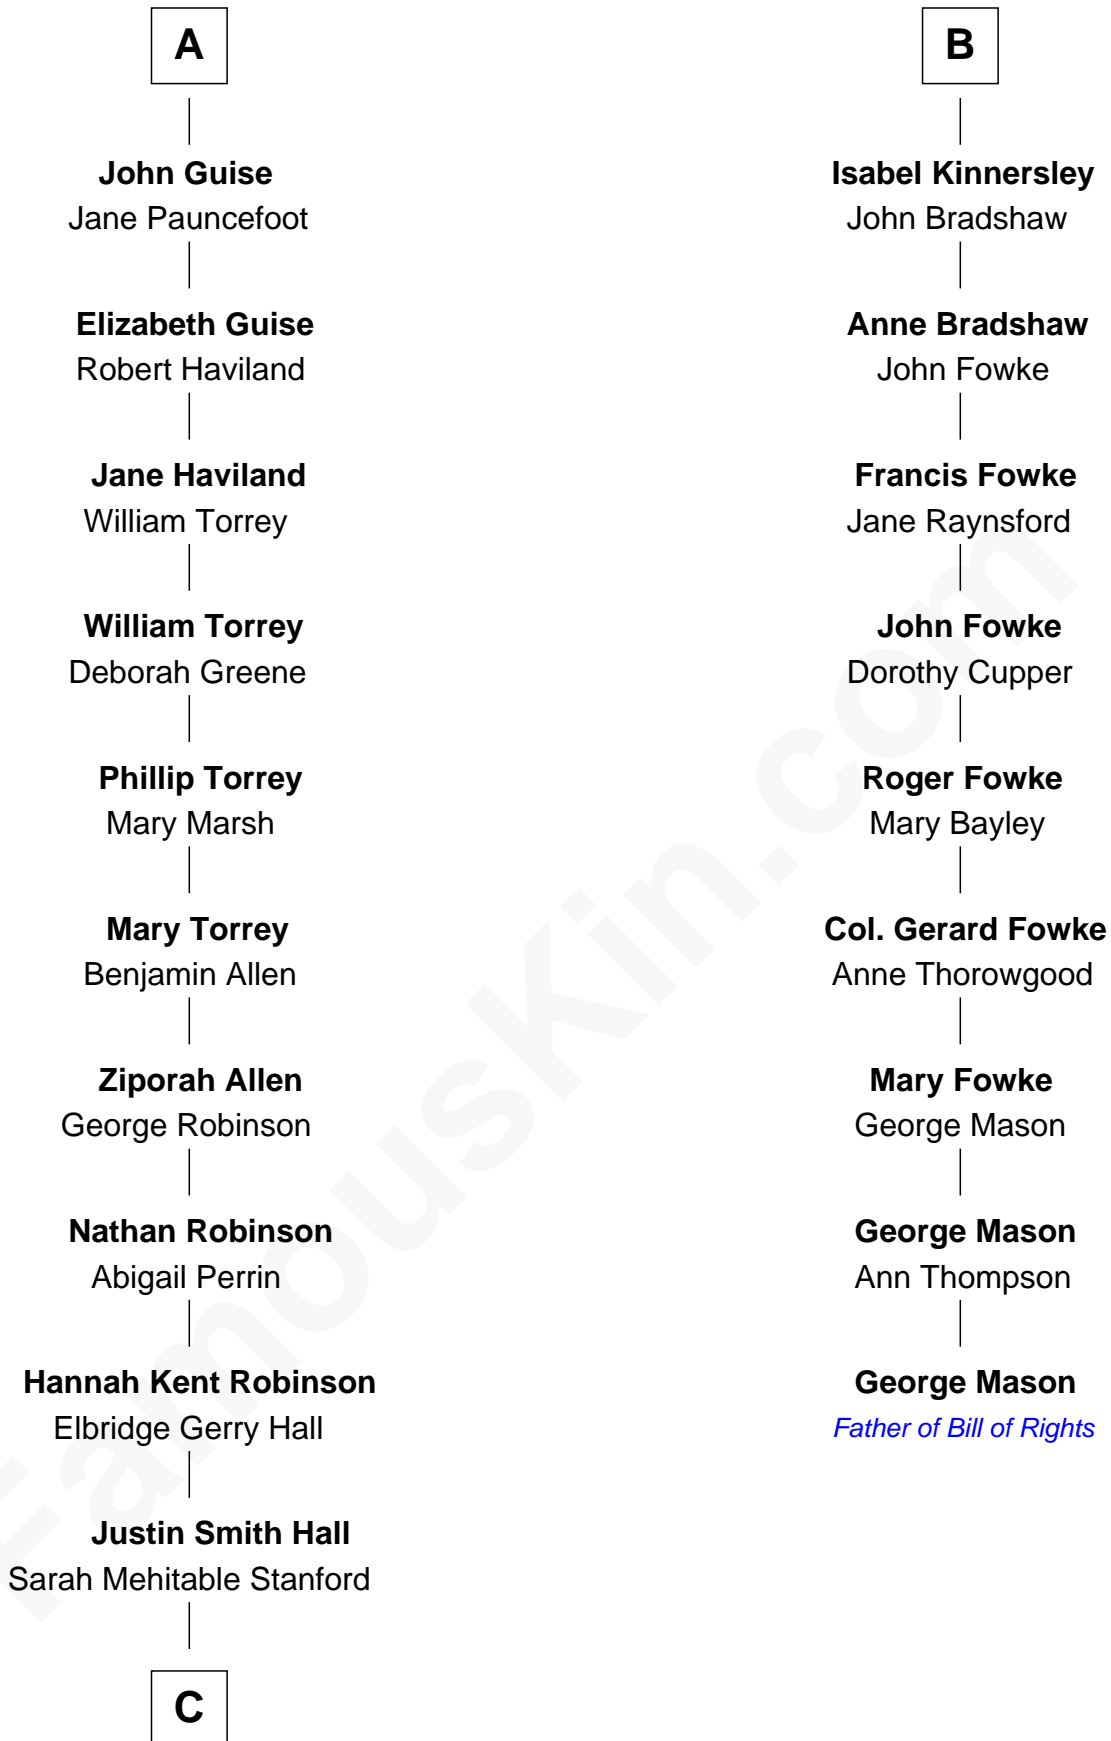 A
John Guise
Jane Pauncefoot
Elizabeth Guise
Robert Haviland
Jane Haviland
William Torrey
William Torrey
Deborah Greene
Phillip Torrey
Mary Marsh
Mary Torrey
Benjamin Allen
Ziporah Allen
George Robinson
Nathan Robinson
Abigail Perrin
Hannah Kent Robinson
Elbridge Gerry Hall
Justin Smith Hall
Sarah Mehitable Stanford
C
B
Isabel Kinnersley
John Bradshaw
Anne Bradshaw
John Fowke
Francis Fowke
Jane Raynsford
John Fowke
Dorothy Cupper
Roger Fowke
Mary Bayley
Col. Gerard Fowke
Anne Thorowgood
Mary Fowke
George Mason
George Mason
Ann Thompson
George Mason
Father of Bill of Rights
FamousKin.com